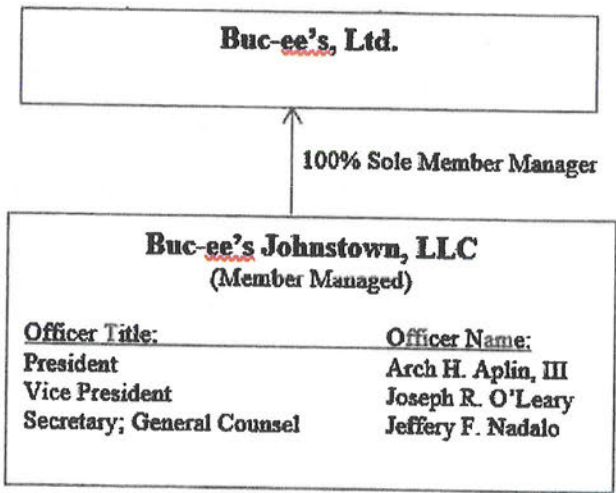 Buc-ee's, Ltd.
100% Sole Member Manager
Buc-ee's Johnstown, LLC
(Member Managed)
Officer Title: Officer Name:
President Arch H. Aplin, III
Vice President Joseph R. O'Leary
Secretary; General Counsel Jeffery F. Nadalo